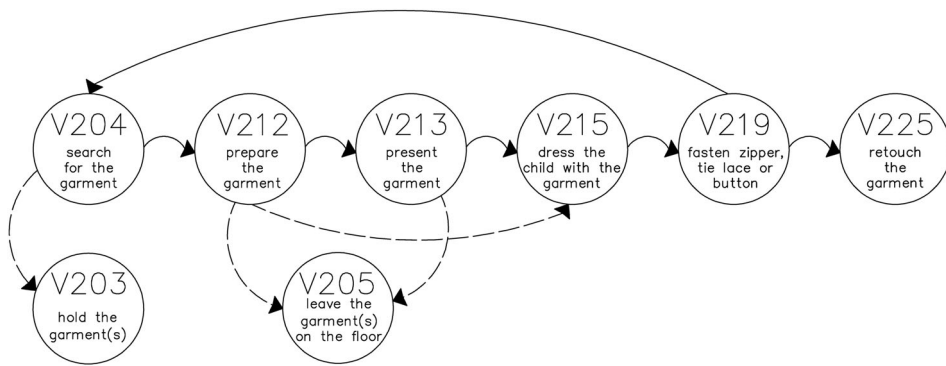 V204
search
for the
garment
V212
prepare
the
garment
V213
present
the
garment
V215
dress the
child with the
garment
V219
fasten zipper,
tie lace or
button
V225
retouch
the
garment
V203
hold the
garment(s)
V205
leave the
garment(s)
on the floor